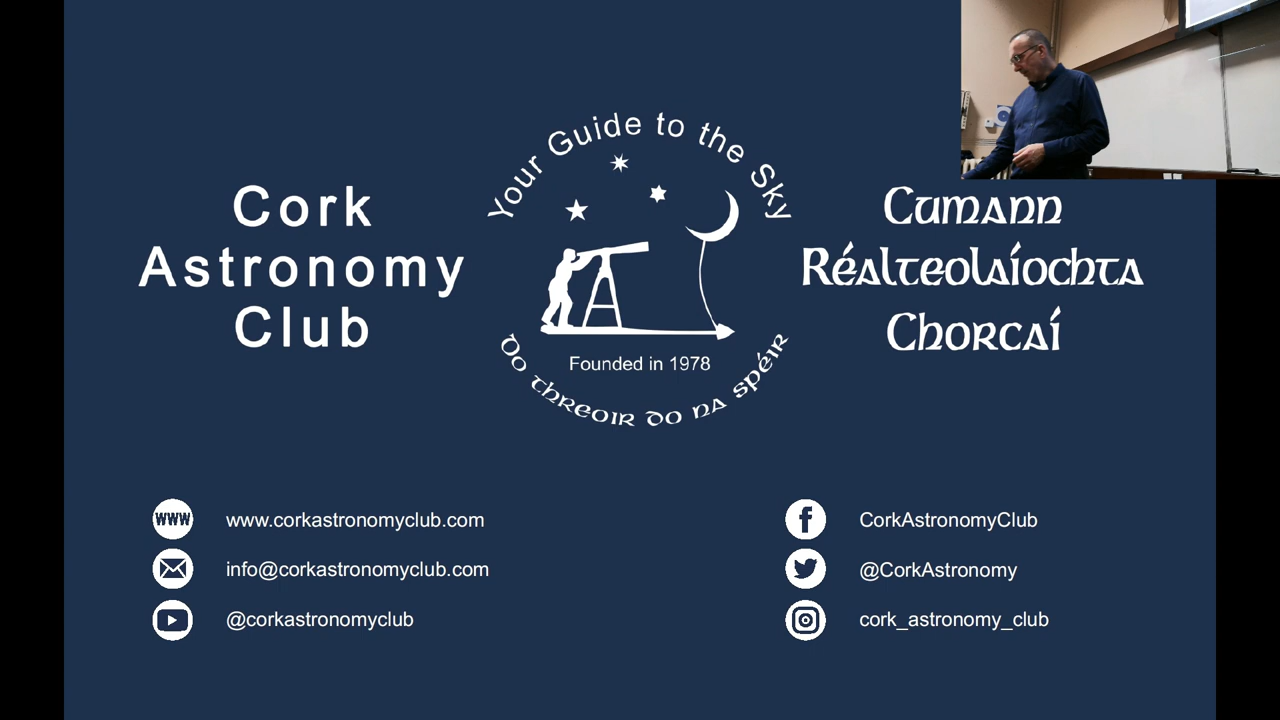 Cork
Astronomy
Club
Your Guide to the Sky
Founded in 1978
Do threoir do na spéir
Cumann
Réalteolaíochta
Chorcaí
www
www.corkastronomyclub.com
info@corkastronomyclub.com
@corkastronomyclub
f
CorkAstronomyClub
@CorkAstronomy
cork_astronomy_club